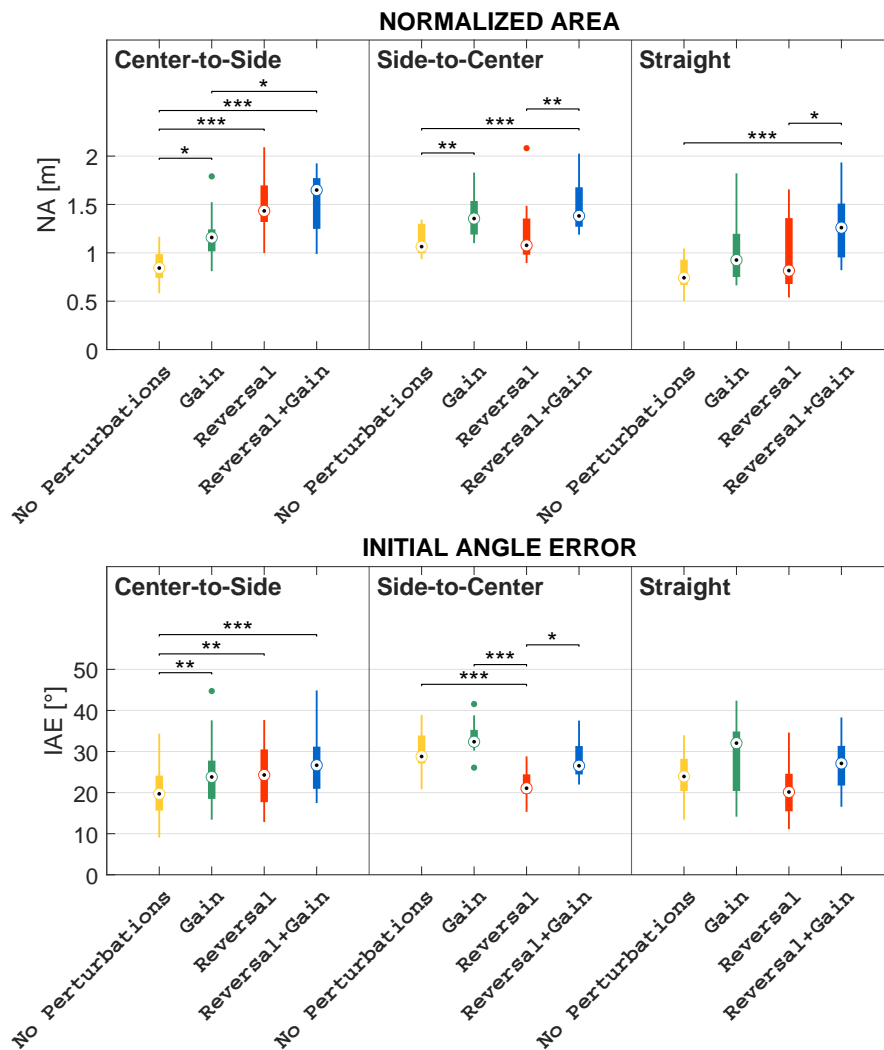 NORMALIZED AREA
Center-to-Side
Side-to-Center
Straight
*
***
***
*
**
***
**
*
***
NA [m]
2
1.5
1
0.5
0
No Perturbations
Gain
Reversal
Reversal+Gain
No Perturbations
Gain
Reversal
Reversal+Gain
No Perturbations
Gain
Reversal
Reversal+Gain
INITIAL ANGLE ERROR
Center-to-Side
Side-to-Center
Straight
***
**
**
*
***
***
IAE [°]
50
40
30
20
10
0
No Perturbations
Gain
Reversal
Reversal+Gain
No Perturbations
Gain
Reversal
Reversal+Gain
No Perturbations
Gain
Reversal
Reversal+Gain